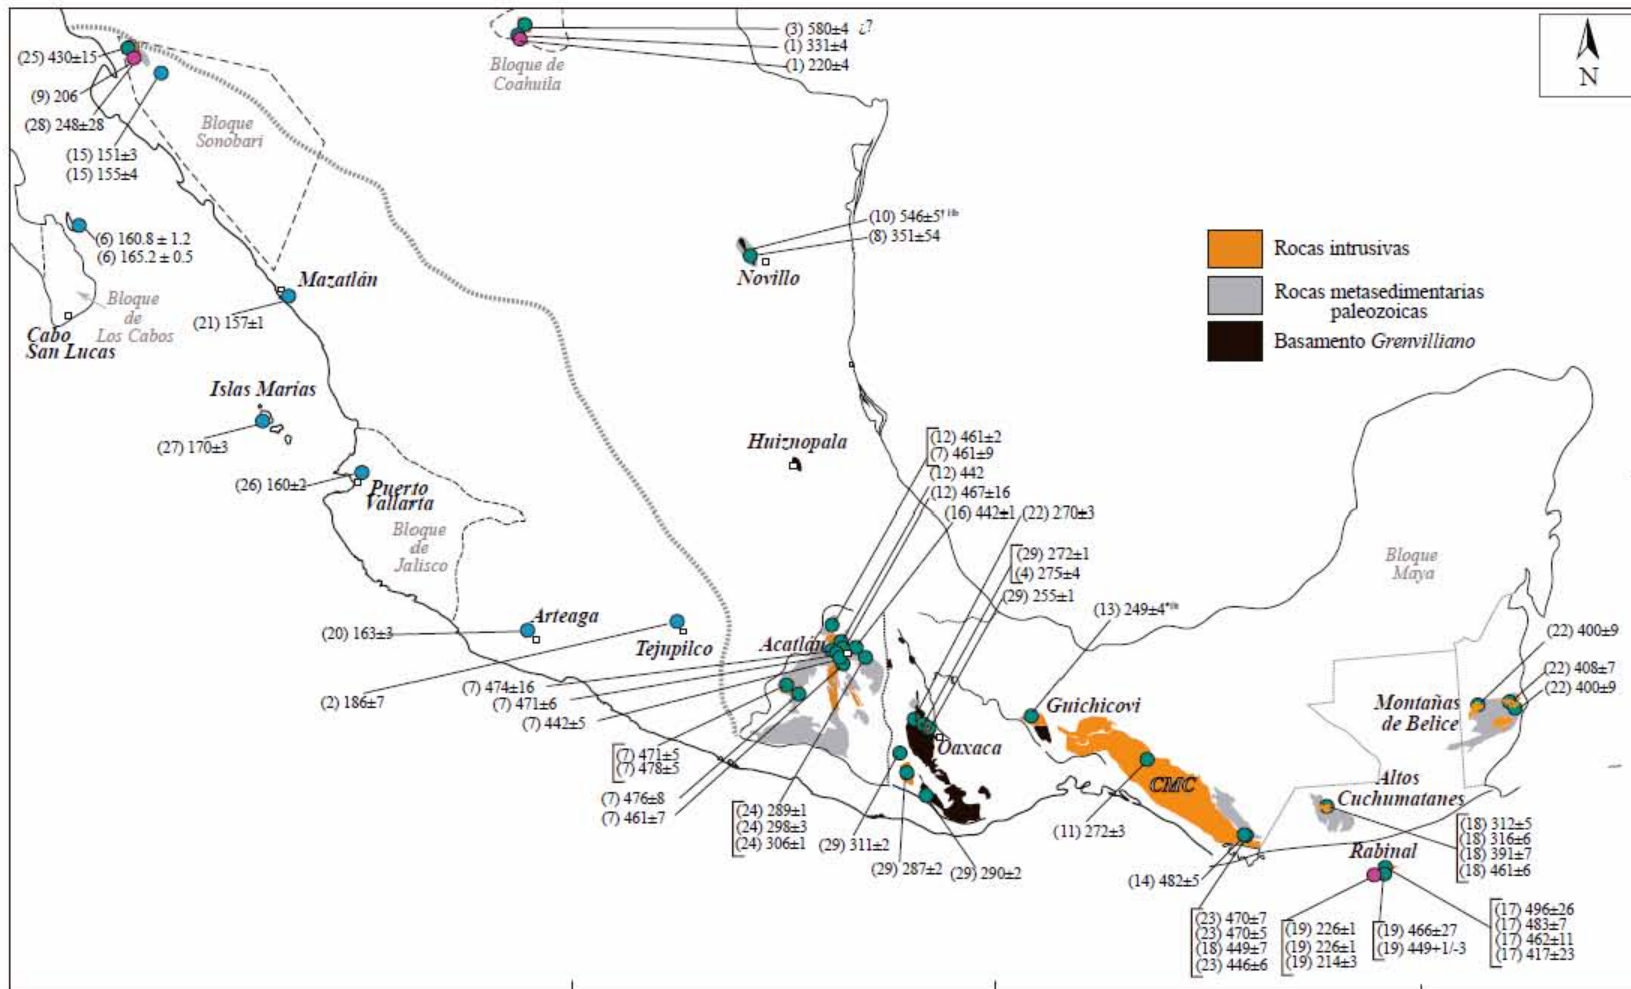 (25) 430±15
(9) 206
(28) 248±28
(15) 151±3
(15) 155±4
Bloque
Sonobari
Bloque de
Coahuila
(3) 580±4 ¿?
(1) 331±4
(1) 220±4
N
(6) 160.8 ± 1.2
(6) 165.2 ± 0.5
Mazatlán
(21) 157±1
Bloque
de
Los Cabos
Cabo
San Lucas
(10) 546±5
(8) 351±54
Novillo
Rocas intrusivas
Rocas metasedimentarias
paleozoicas
Basamento Grenvilliano
Islas Marías
(27) 170±3
(26) 160±2
Puerto
Vallarta
Bloque
de
Jalisco
Huiznopala
(12) 461±2
(7) 461±9
(12) 442
(12) 467±16
(16) 442±1
(22) 270±3
(29) 272±1
(4) 275±4
(29) 255±1
(13) 249±4
Bloque
Maya
Arteaga
(20) 163±3
Tejupilco
(2) 186±7
Acatlán
(7) 474±16
(7) 471±6
(7) 442±5
(7) 471±5
(7) 478±5
(7) 476±8
(7) 461±7
(24) 289±1
(24) 298±3
(24) 306±1
(29) 311±2
(29) 287±2
(29) 290±2
Oaxaca
Guichicovi
CMC
(11) 272±3
(14) 482±5
(22) 400±9
(22) 408±7
(22) 400±9
Montañas
de Belice
Altos
Cuchumatanes
(18) 312±5
(18) 316±6
(18) 391±7
(18) 461±6
Rabinal
(23) 470±7
(23) 470±5
(18) 449±7
(23) 446±6
(19) 226±1
(19) 226±1
(19) 214±3
(19) 466±27
(19) 449+1/-3
(17) 496±26
(17) 483±7
(17) 462±11
(17) 417±23